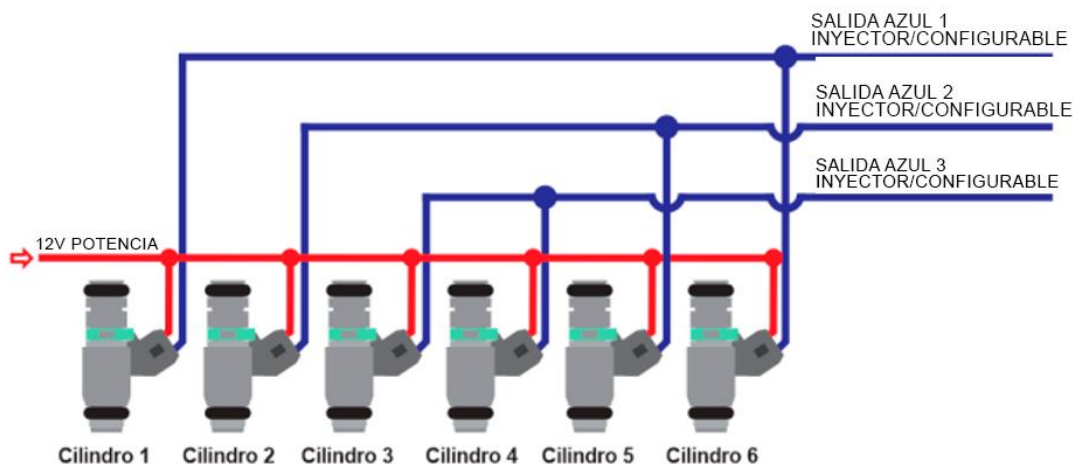 SALIDA AZUL 1
INYECTOR/CONFIGURABLE
SALIDA AZUL 2
INYECTOR/CONFIGURABLE
SALIDA AZUL 3
INYECTOR/CONFIGURABLE
12V POTENCIA
Cilindro 1 Cilindro 2 Cilindro 3 Cilindro 4 Cilindro 5 Cilindro 6